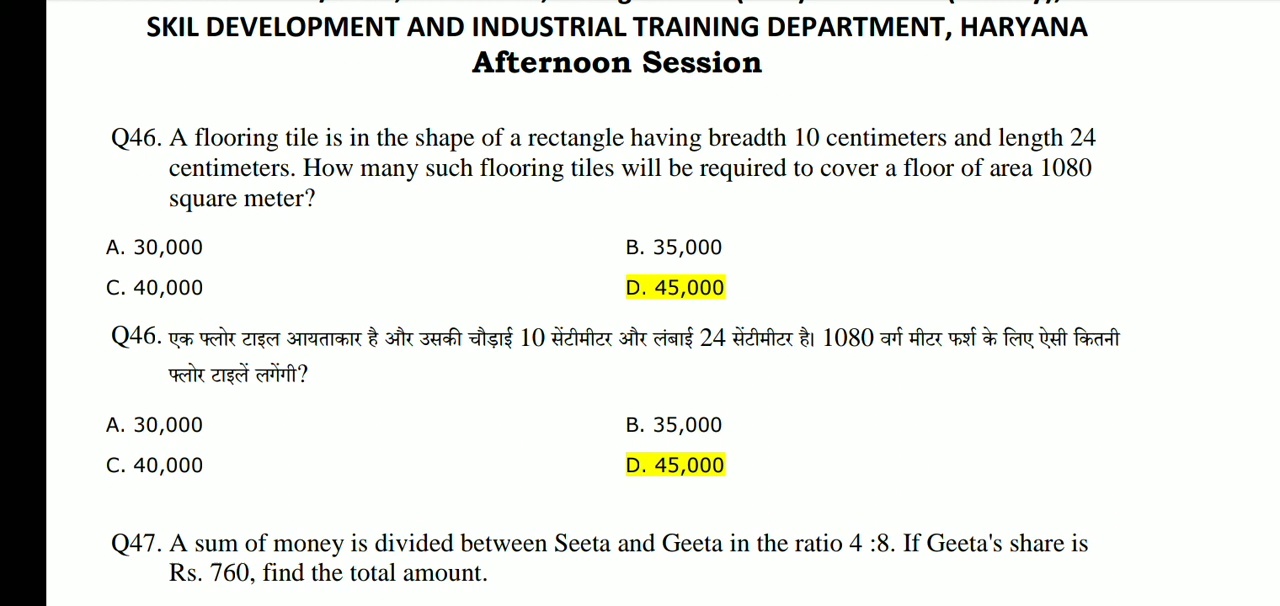 SKIL DEVELOPMENT AND INDUSTRIAL TRAINING DEPARTMENT, HARYANA
Afternoon Session
Q46. A flooring tile is in the shape of a rectangle having breadth 10 centimeters and length 24
centimeters. How many such flooring tiles will be required to cover a floor of area 1080
square meter?
A. 30,000 B. 35,000
C. 40,000 D. 45,000
Q46. एक फ्लोर टाइल आयताकार है और उसकी चौड़ाई 10 सेंटीमीटर और लंबाई 24 सेंटीमीटर है। 1080 वर्ग मीटर फर्श के लिए ऐसी कितनी
फ्लोर टाइलें लगेंगी?
A. 30,000 B. 35,000
C. 40,000 D. 45,000
Q47. A sum of money is divided between Seeta and Geeta in the ratio 4 :8. If Geeta's share is
Rs. 760, find the total amount.